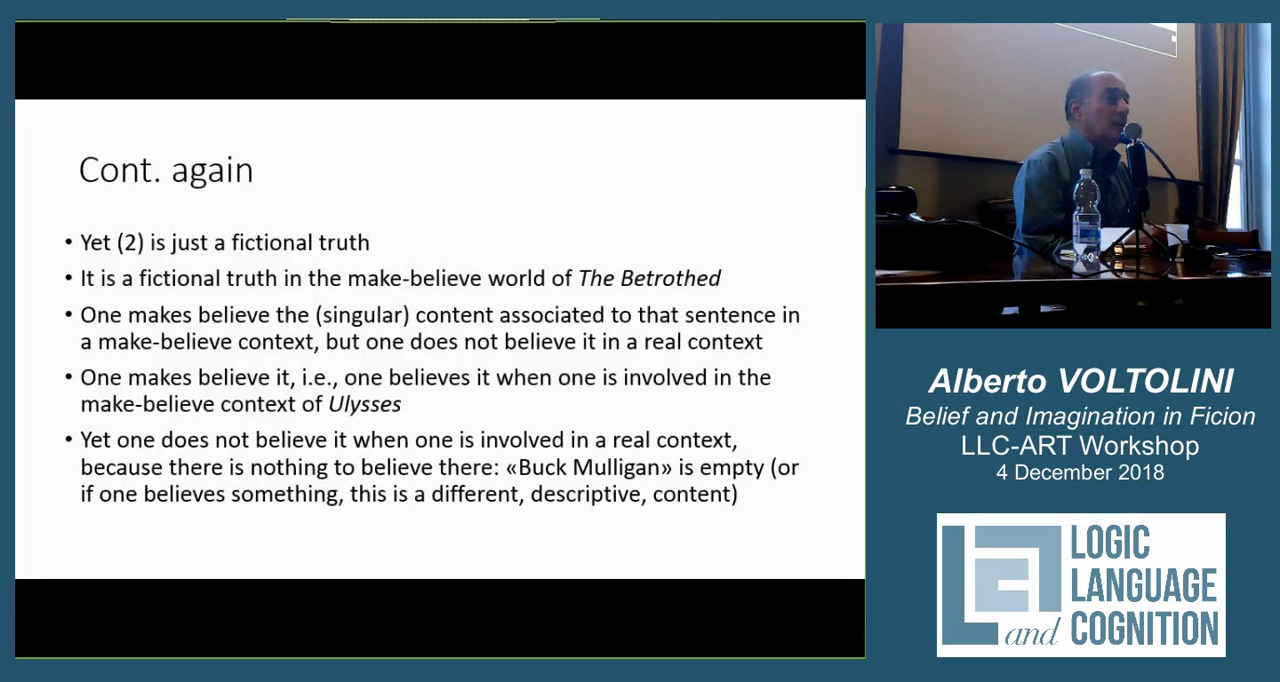 Cont. again
• Yet (2) is just a fictional truth
• It is a fictional truth in the make-believe world of The Betrothed
• One makes believe the (singular) content associated to that sentence in
a make-believe context, but one does not believe it in a real context
• One makes believe it, i.e., one believes it when one is involved in the
make-believe context of Ulysses
• Yet one does not believe it when one is involved in a real context,
because there is nothing to believe there: «Buck Mulligan» is empty (or
if one believes something, this is a different, descriptive, content)
Alberto VOLTOLINI
Belief and Imagination in Ficion
LLC-ART Workshop
4 December 2018
LOGIC
LANGUAGE
and COGNITION